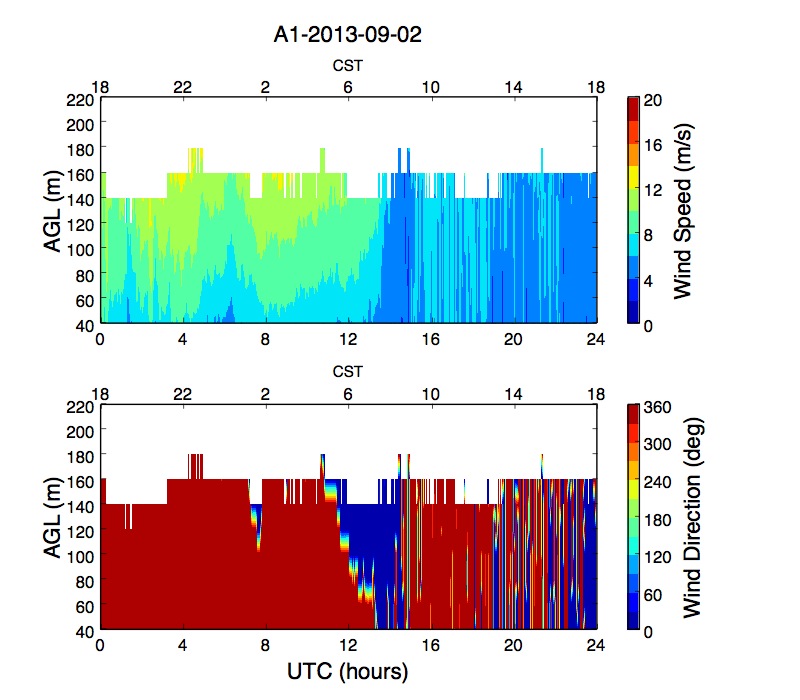 A1-2013-09-02
CST
18 22 2 6 10 14 18
220
200
180
160
140
120
100
80
60
40
AGL (m)
0 4 8 12 16 20 24
20
16
12
8
4
0
Wind Speed (m/s)
CST
18 22 2 6 10 14 18
220
200
180
160
140
120
100
80
60
40
AGL (m)
0 4 8 12 16 20 24
UTC (hours)
360
300
240
180
120
60
0
Wind Direction (deg)